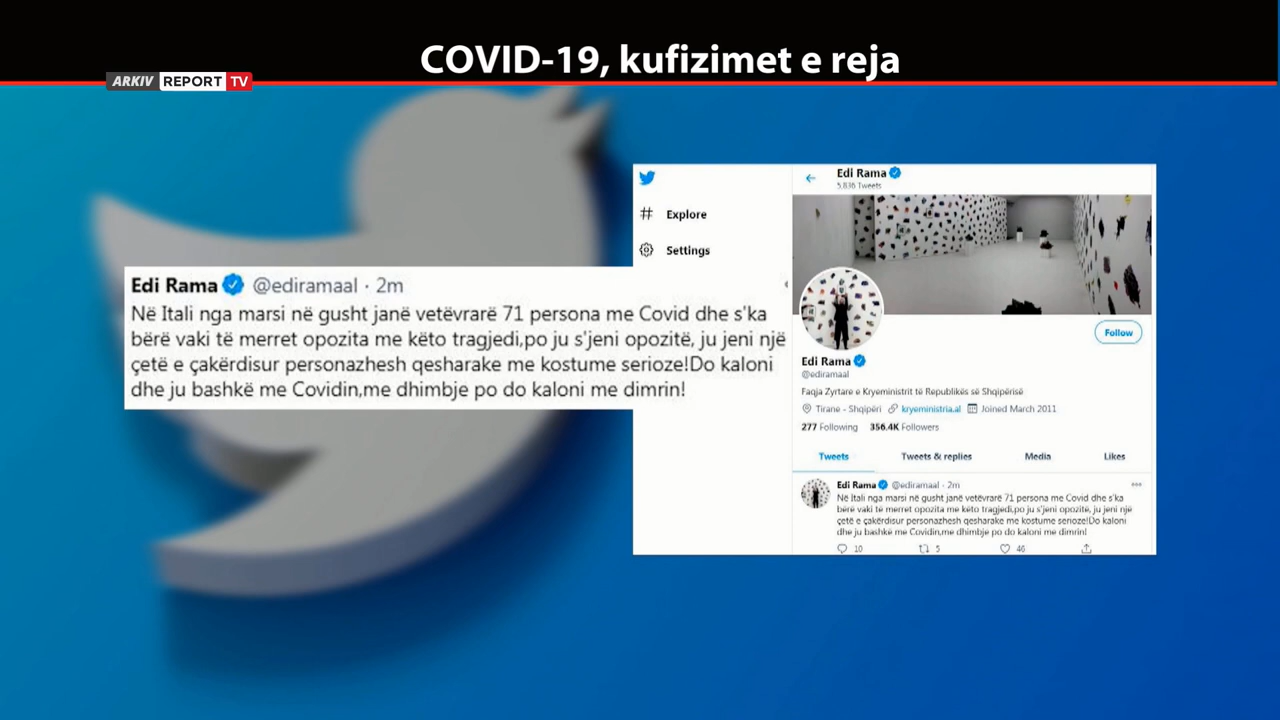 COVID-19, kufizimet e reja
ARKIV REPORT TV
Edi Rama @ediramaal · 2m
Në Itali nga marsi në gusht janë vetëvrarë 71 persona me Covid dhe s'ka
bërë vaki të merret opozita me këto tragjedi,po ju s'jeni opozitë, ju jeni një
çetë e çakërdisur personazhesh qesharake me kostume serioze!Do kaloni
dhe ju bashkë me Covidin,me dhimbje po do kaloni me dimrin!
Explore
Settings
Edi Rama
5,836 Tweets
Follow
Edi Rama
@ediramaal
Faqja Zyrtare e Kryeministrit të Republikës së Shqipërisë
Tirane - Shqipëri kryeministria.al Joined March 2011
277 Following 356.4K Followers
Tweets Tweets & replies Media Likes
Edi Rama @ediramaal · 2m
Në Itali nga marsi në gusht janë vetëvrarë 71 persona me Covid dhe s'ka
bërë vaki të merret opozita me këto tragjedi,po ju s'jeni opozitë, ju jeni një
çetë e çakërdisur personazhesh qesharake me kostume serioze!Do kaloni
dhe ju bashkë me Covidin,me dhimbje po do kaloni me dimrin!
10 5 46